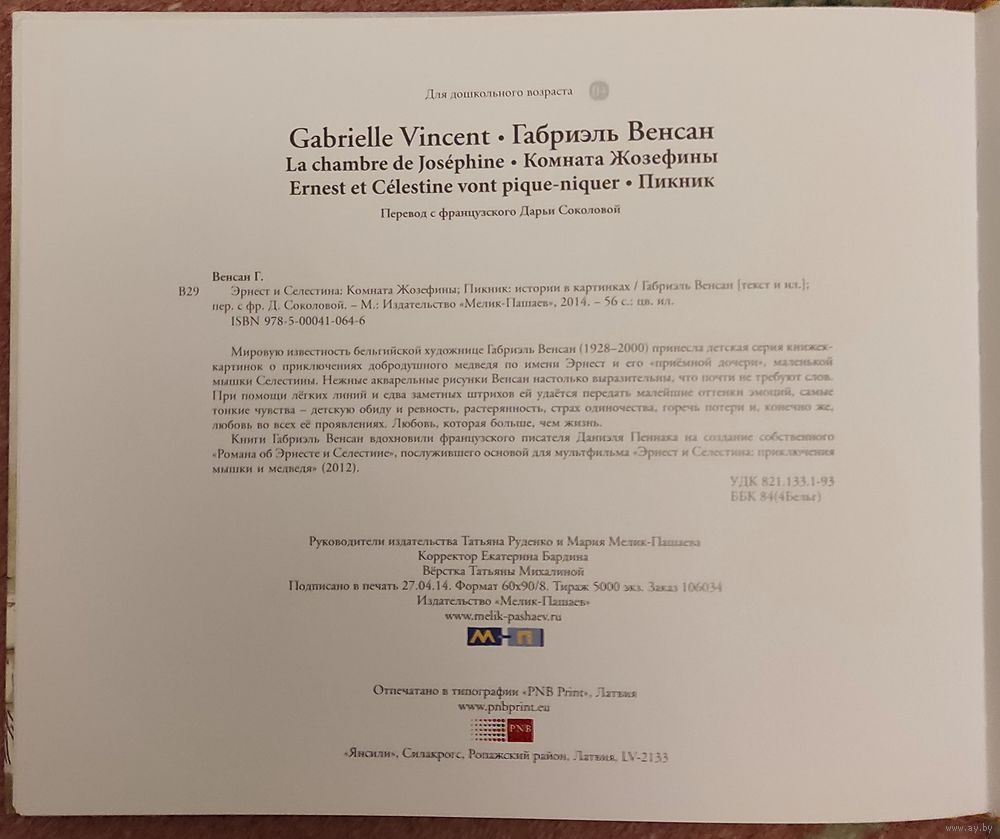 Для дошкольного возраста 0+
Gabrielle Vincent • Габриэль Венсан
La chambre de Joséphine • Комната Жозефины
Ernest et Célestine vont pique-niquer • Пикник
Перевод с французского Дарьи Соколовой
Венсан Г.
В29 Эрнест и Селестина: Комната Жозефины; Пикник: истории в картинках / Габриэль Венсан [текст и ил.];
пер. с фр. Д. Соколовой. – М.: Издательство «Мелик-Пашаев», 2014. – 56 с.: цв. ил.
ISBN 978-5-00041-064-6
Мировую известность бельгийской художнице Габриэль Венсан (1928–2000) принесла детская серия книжек-
картинок о приключениях добродушного медведя по имени Эрнест и его «приёмной дочери», маленькой
мышки Селестины. Нежные акварельные рисунки Венсан настолько выразительны, что почти не требуют слов.
При помощи лёгких линий и едва заметных штрихов ей удаётся передать малейшие оттенки эмоций, самые
тонкие чувства – детскую обиду и ревность, растерянность, страх одиночества, горечь потери и, конечно же,
любовь во всех её проявлениях. Любовь, которая больше, чем жизнь.
Книги Габриэль Венсан вдохновили французского писателя Даниэля Пеннака на создание собственного
«Романа об Эрнесте и Селестине», послужившего основой для мультфильма «Эрнест и Селестина: приключения
мышки и медведя» (2012).
УДК 821.133.1-93
ББК 84(4Бельг)
Руководители издательства Татьяна Руденко и Мария Мелик-Пашаева
Корректор Екатерина Бардина
Вёрстка Татьяны Михалиной
Подписано в печать 27.04.14. Формат 60х90/8. Тираж 5000 экз. Заказ 106034
Издательство «Мелик-Пашаев»
www.melik-pashaev.ru
М-П
Отпечатано в типографии «PNB Print», Латвия
www.pnbprint.eu
PNB
«Янсили», Силакрогс, Ропажский район, Латвия, LV-2133
www.ay.by